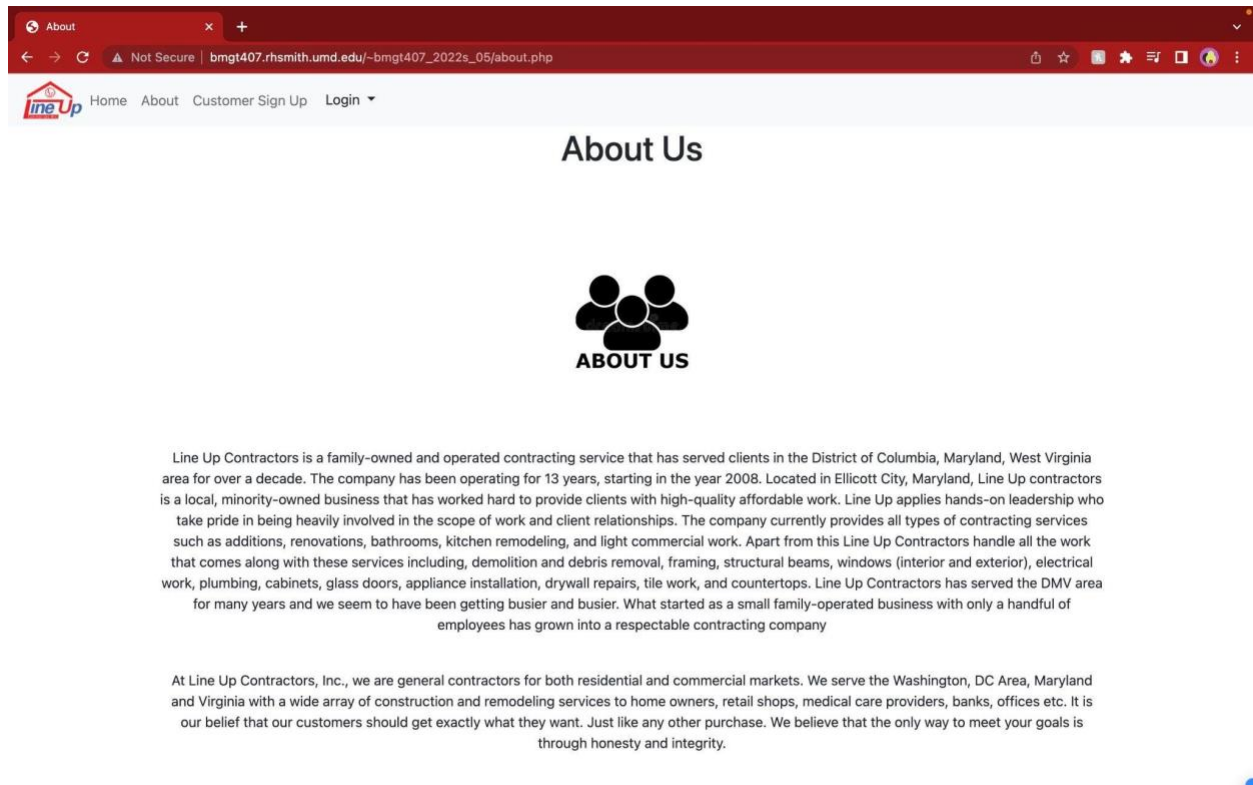 About
Not Secure | bmgt407.rhsmith.umd.edu/~bmgt407_2022s_05/about.php
Line Up Home About Customer Sign Up Login
About Us
ABOUT US
Line Up Contractors is a family-owned and operated contracting service that has served clients in the District of Columbia, Maryland, West Virginia
area for over a decade. The company has been operating for 13 years, starting in the year 2008. Located in Ellicott City, Maryland, Line Up contractors
is a local, minority-owned business that has worked hard to provide clients with high-quality affordable work. Line Up applies hands-on leadership who
take pride in being heavily involved in the scope of work and client relationships. The company currently provides all types of contracting services
such as additions, renovations, bathrooms, kitchen remodeling, and light commercial work. Apart from this Line Up Contractors handle all the work
that comes along with these services including, demolition and debris removal, framing, structural beams, windows (interior and exterior), electrical
work, plumbing, cabinets, glass doors, appliance installation, drywall repairs, tile work, and countertops. Line Up Contractors has served the DMV area
for many years and we seem to have been getting busier and busier. What started as a small family-operated business with only a handful of
employees has grown into a respectable contracting company
At Line Up Contractors, Inc., we are general contractors for both residential and commercial markets. We serve the Washington, DC Area, Maryland
and Virginia with a wide array of construction and remodeling services to home owners, retail shops, medical care providers, banks, offices etc. It is
our belief that our customers should get exactly what they want. Just like any other purchase. We believe that the only way to meet your goals is
through honesty and integrity.